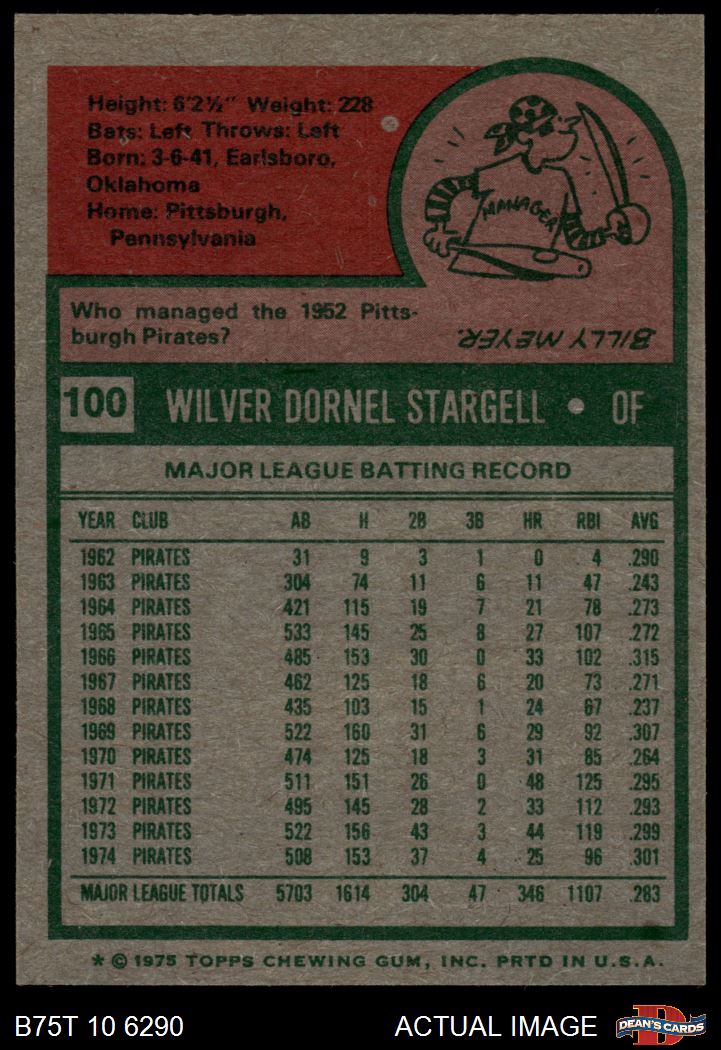 Height: 6'2½" Weight: 228
Bats: Left Throws: Left
Born: 3-6-41, Earlsboro,
Oklahoma
Home: Pittsburgh,
Pennsylvania
MANAGER
Who managed the 1952 Pitts-
burgh Pirates?
BILLY MEYER.
100 WILVER DORNEL STARGELL • OF
MAJOR LEAGUE BATTING RECORD
YEAR CLUB AB H 2B 3B HR RBI AVG
1962 PIRATES 31 9 3 1 0 4 .290
1963 PIRATES 304 74 11 6 11 47 .243
1964 PIRATES 421 115 19 7 21 78 .273
1965 PIRATES 533 145 25 8 27 107 .272
1966 PIRATES 485 153 30 0 33 102 .315
1967 PIRATES 462 125 18 6 20 73 .271
1968 PIRATES 435 103 15 1 24 67 .237
1969 PIRATES 522 160 31 6 29 92 .307
1970 PIRATES 474 125 18 3 31 85 .264
1971 PIRATES 511 151 26 0 48 125 .295
1972 PIRATES 495 145 28 2 33 112 .293
1973 PIRATES 522 156 43 3 44 119 .299
1974 PIRATES 508 153 37 4 25 96 .301
MAJOR LEAGUE TOTALS 5703 1614 304 47 346 1107 .283
* © 1975 TOPPS CHEWING GUM, INC. PRTD IN U.S.A.
B75T 10 6290 ACTUAL IMAGE D DEAN'S CARDS